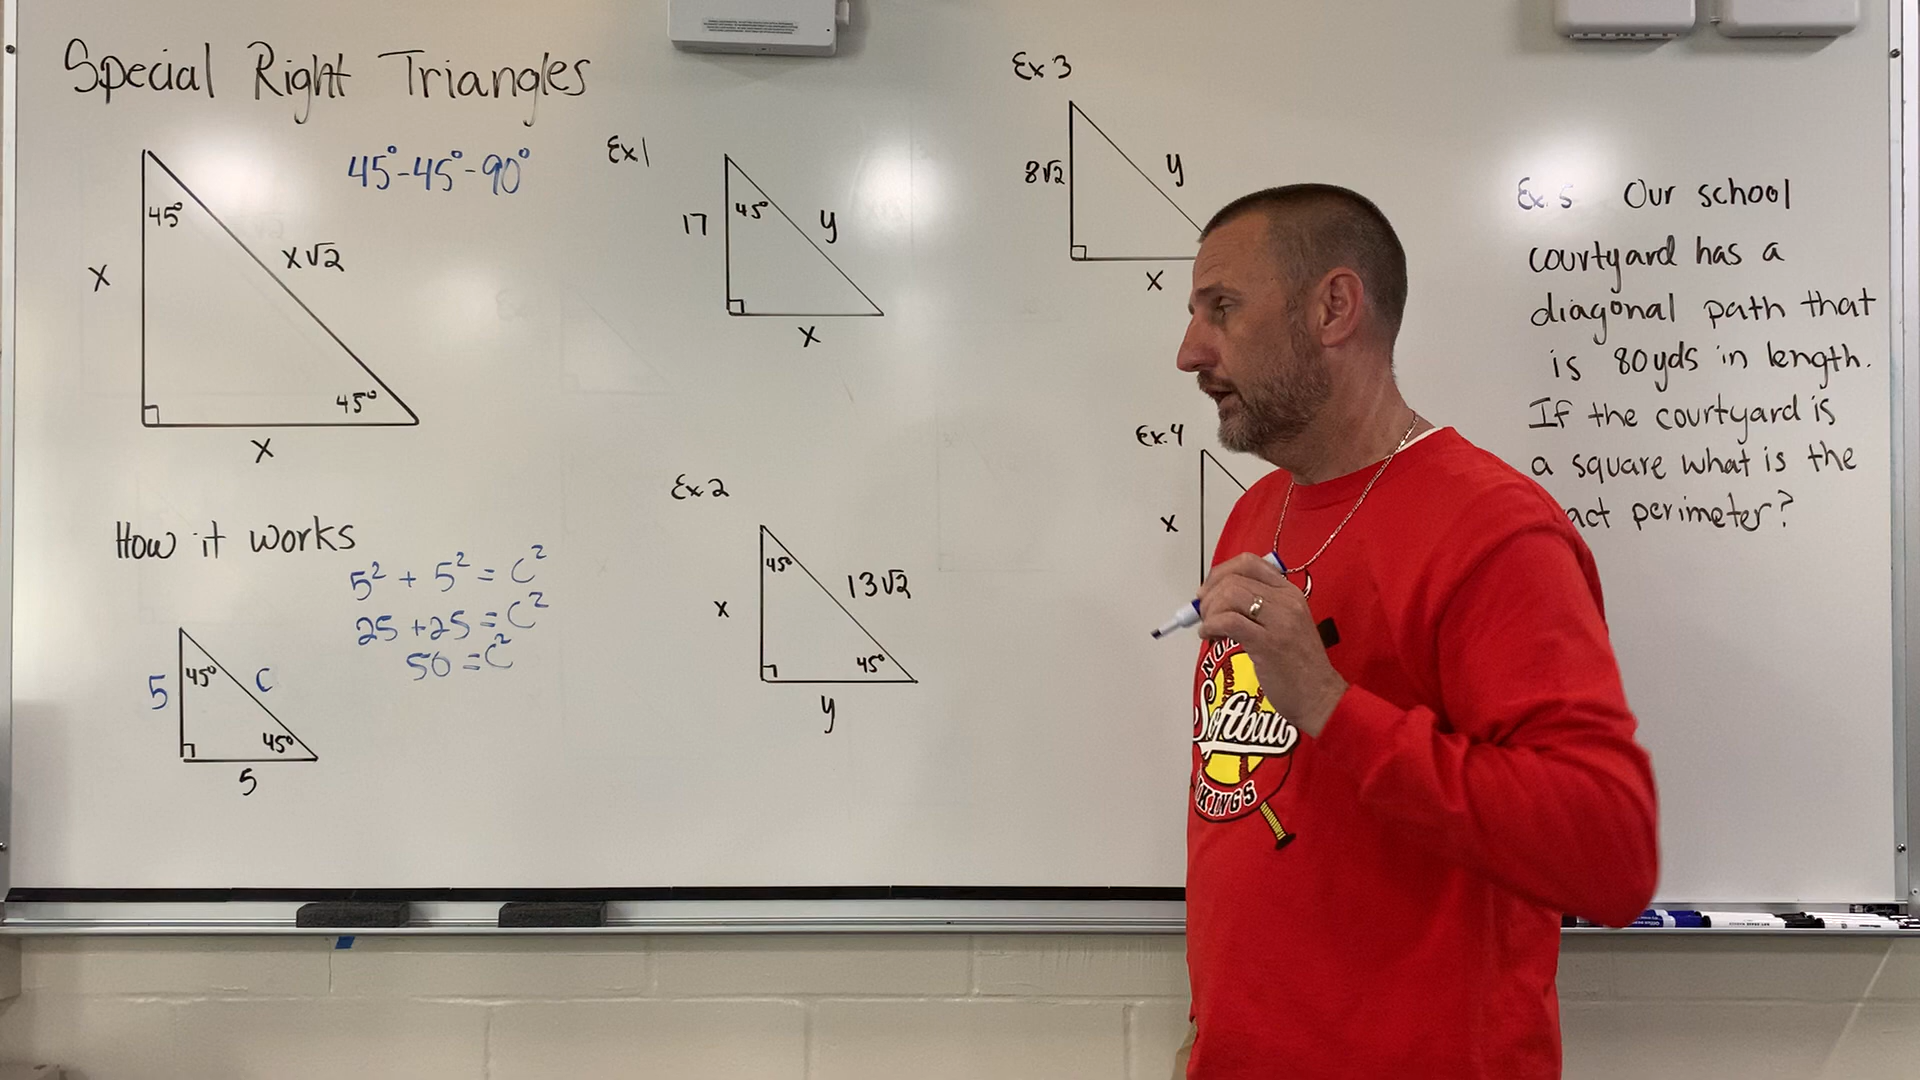 Special Right Triangles
45°-45°-90°
45°
x
x√2
45°
x
How it works
5² + 5² = C²
25 + 25 = C²
50 = C²
5
45°
C
45°
5
Ex 1
17
45°
y
x
Ex 2
45°
13√2
x
45°
y
Ex 3
8√2
y
x
Ex. 4
x
Ex. 5 Our school
courtyard has a
diagonal path that
is 80yds in length.
If the courtyard is
a square what is the
act perimeter?
Softball